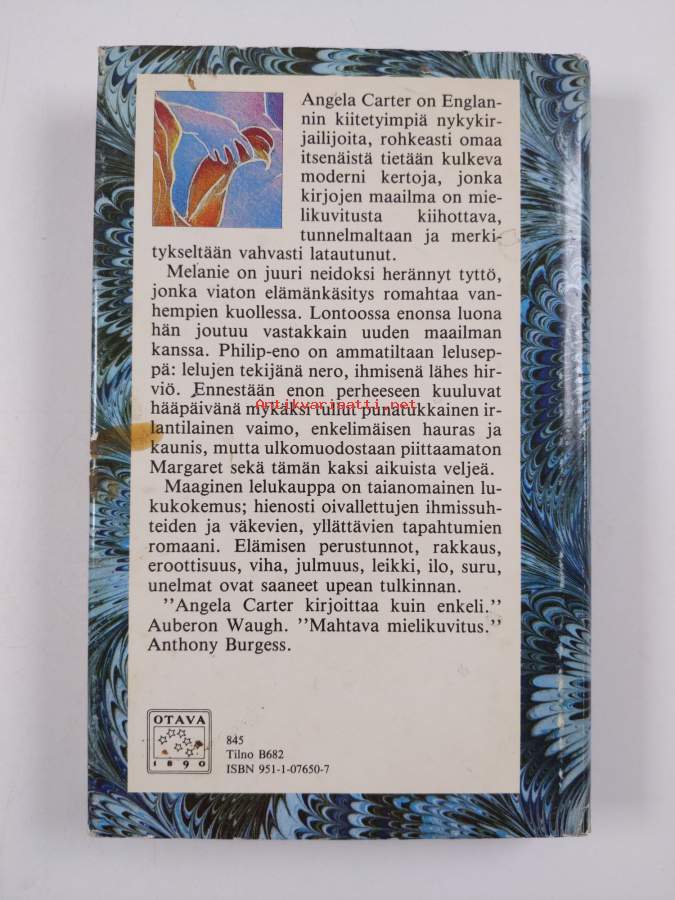 Angela Carter on Englan-
nin kiitetyimpiä nykykir-
jailijoita, rohkeasti omaa
itsenäistä tietään kulkeva
moderni kertoja, jonka
kirjojen maailma on mie-
likuvitusta kiihottava,
tunnelmaltaan ja merki-
tykseltään vahvasti latautunut.
Melanie on juuri neidoksi herännyt tyttö,
jonka viaton elämänkäsitys romahtaa van-
hempien kuollessa. Lontoossa enonsa luona
hän joutuu vastakkain uuden maailman
kanssa. Philip-eno on ammatiltaan lelusep-
pä: lelujen tekijänä nero, ihmisenä lähes hir-
viö. Ennestään enon perheeseen kuuluvat
Antikvariaatti.net
hääpäivänä mykäksi tullut punatukkainen ir-
lantilainen vaimo, enkelimäisen hauras ja
kaunis, mutta ulkomuodostaan piittaamaton
Margaret sekä tämän kaksi aikuista veljeä.
Maaginen lelukauppa on taianomainen lu-
kukokemus; hienosti oivallettujen ihmissuh-
teiden ja väkevien, yllättävien tapahtumien
romaani. Elämisen perustunnot, rakkaus,
eroottisuus, viha, julmuus, leikki, ilo, suru,
unelmat ovat saaneet upean tulkinnan.
"Angela Carter kirjoittaa kuin enkeli."
Auberon Waugh. "Mahtava mielikuvitus."
Anthony Burgess.
OTAVA
1890
845
Tilno B682
ISBN 951-1-07650-7